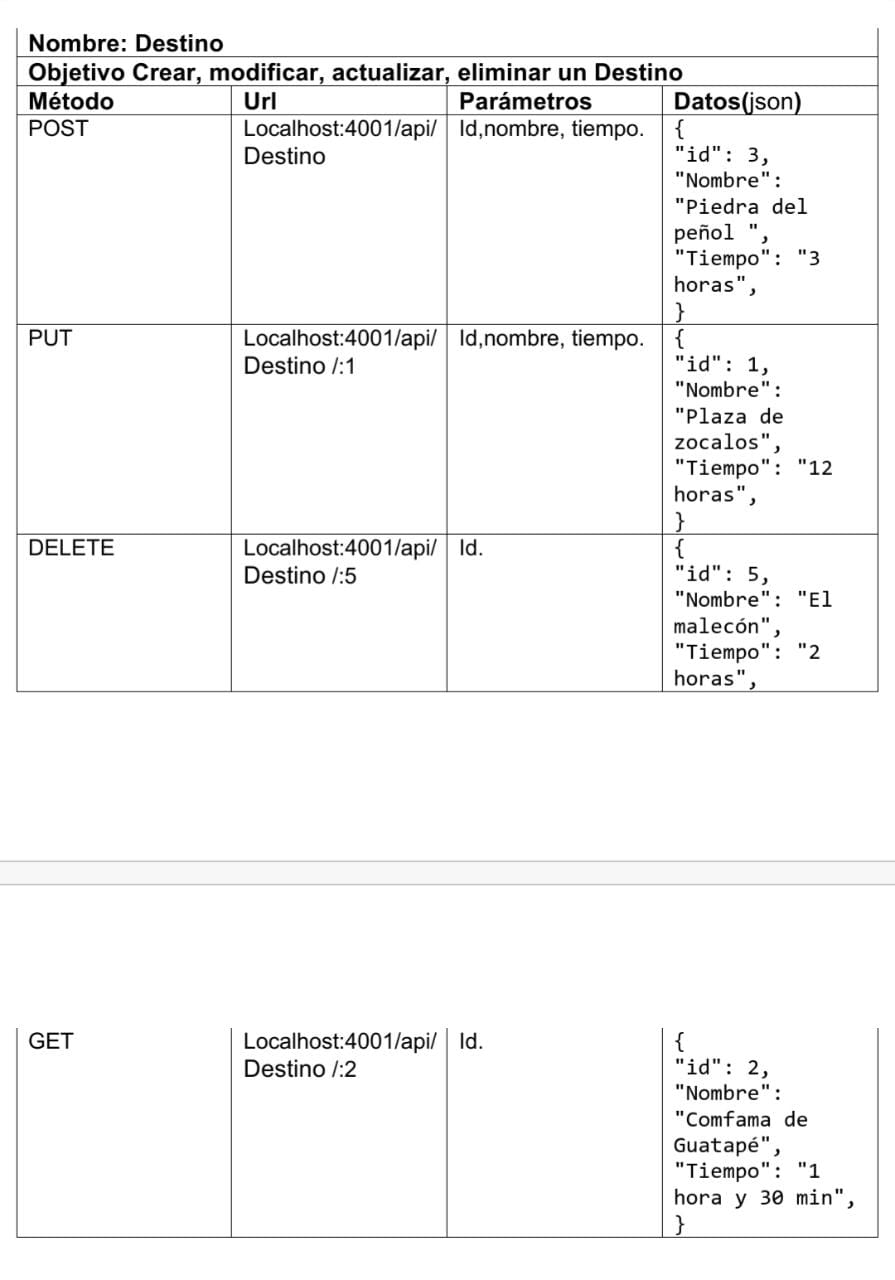 Nombre: Destino
Objetivo Crear, modificar, actualizar, eliminar un Destino
Método Url Parámetros Datos(json)
POST
Localhost:4001/api/
Destino
Id,nombre, tiempo.
{
"id": 3,
"Nombre":
"Piedra del
peñol ",
"Tiempo": "3
horas",
}
PUT
Localhost:4001/api/
Destino /:1
Id,nombre, tiempo.
{
"id": 1,
"Nombre":
"Plaza de
zocalos",
"Tiempo": "12
horas",
}
DELETE
Localhost:4001/api/
Destino /:5
Id.
{
"id": 5,
"Nombre": "El
malecón",
"Tiempo": "2
horas",
GET
Localhost:4001/api/
Destino /:2
Id.
{
"id": 2,
"Nombre":
"Comfama de
Guatapé",
"Tiempo": "1
hora y 30 min",
}